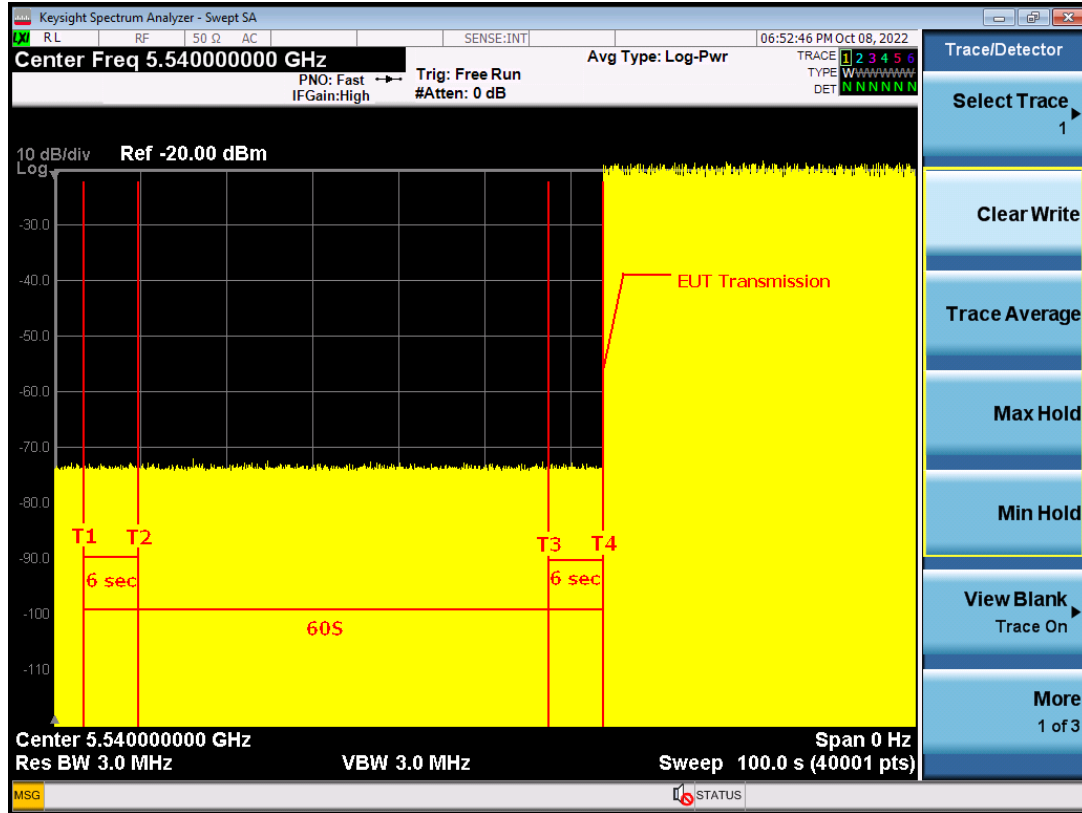 Keysight Spectrum Analyzer - Swept SA
LXI RL RF 50 Ω AC SENSE:INT 06:52:46 PM Oct 08, 2022
Center Freq 5.540000000 GHz
PNO: Fast
IFGain:High
Trig: Free Run
#Atten: 0 dB
Avg Type: Log-Pwr
TRACE 1 2 3 4 5 6
TYPE WWWWWW
DET N N N N N N
10 dB/div Ref -20.00 dBm
Log
-30.0
-40.0
-50.0
-60.0
-70.0
-80.0
-90.0
-100
-110
EUT Transmission
T1 T2 T3 T4
6 sec 6 sec
60S
Center 5.540000000 GHz Span 0 Hz
Res BW 3.0 MHz VBW 3.0 MHz Sweep 100.0 s (40001 pts)
MSG STATUS
Trace/Detector
Select Trace
1
Clear Write
Trace Average
Max Hold
Min Hold
View Blank
Trace On
More
1 of 3